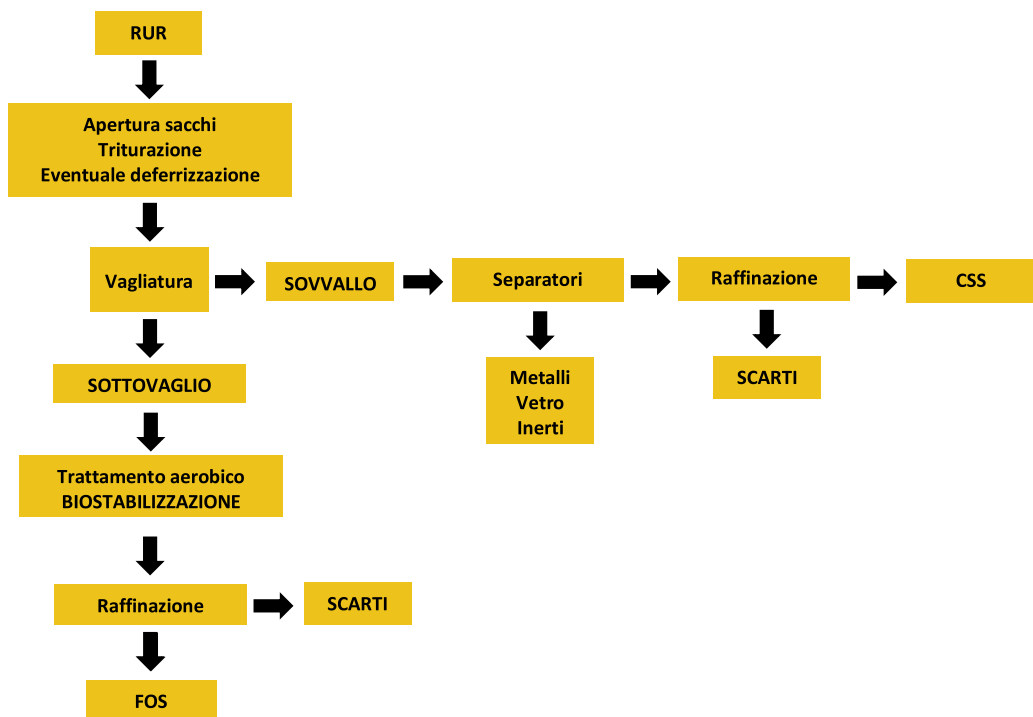 RUR
Apertura sacchi
Triturazione
Eventuale deferrizzazione
Vagliatura
SOVVALLO
Separatori
Raffinazione
CSS
Metalli
Vetro
Inerti
SCARTI
SOTTOVAGLIO
Trattamento aerobico
BIOSTABILIZZAZIONE
Raffinazione
SCARTI
FOS